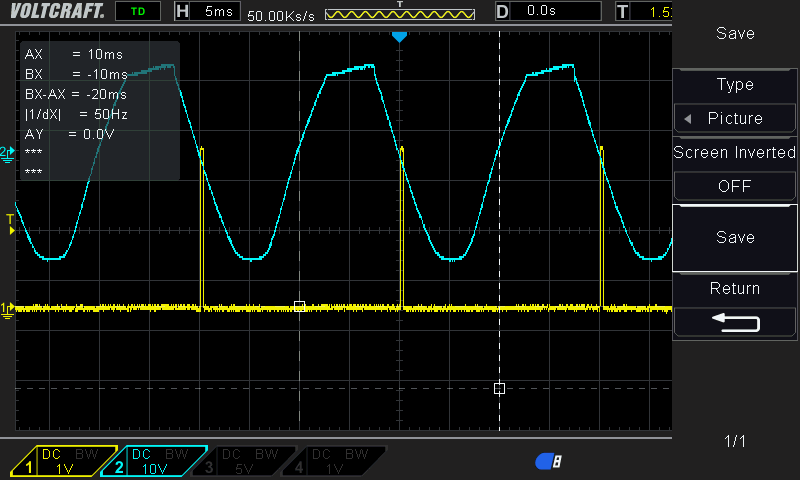 VOLTCRAFT. TD H 5ms 50.00Ks/s T D 0.0s T 1.5
Save
AX = 10ms
BX = -10ms
BX-AX = -20ms
|1/dX| = 50Hz
AY = 0.0V
***
***
Type
Picture
Screen Inverted
OFF
Save
Return
2
T
1
1/1
1 DC BW 1V
2 DC BW 10V
3 DC BW 5V
4 DC BW 1V